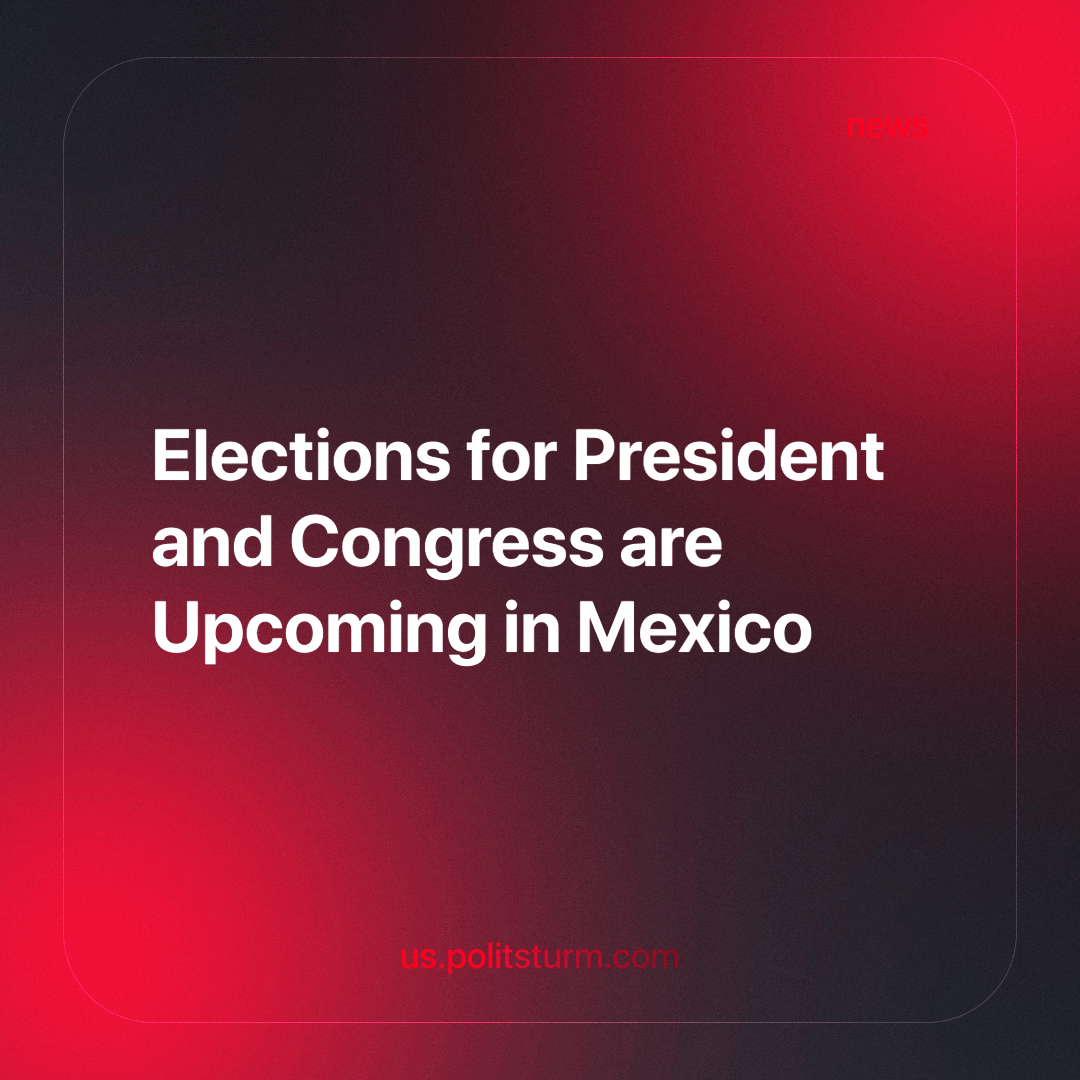 news
Elections for President
and Congress are
Upcoming in Mexico
us.politsturm.com